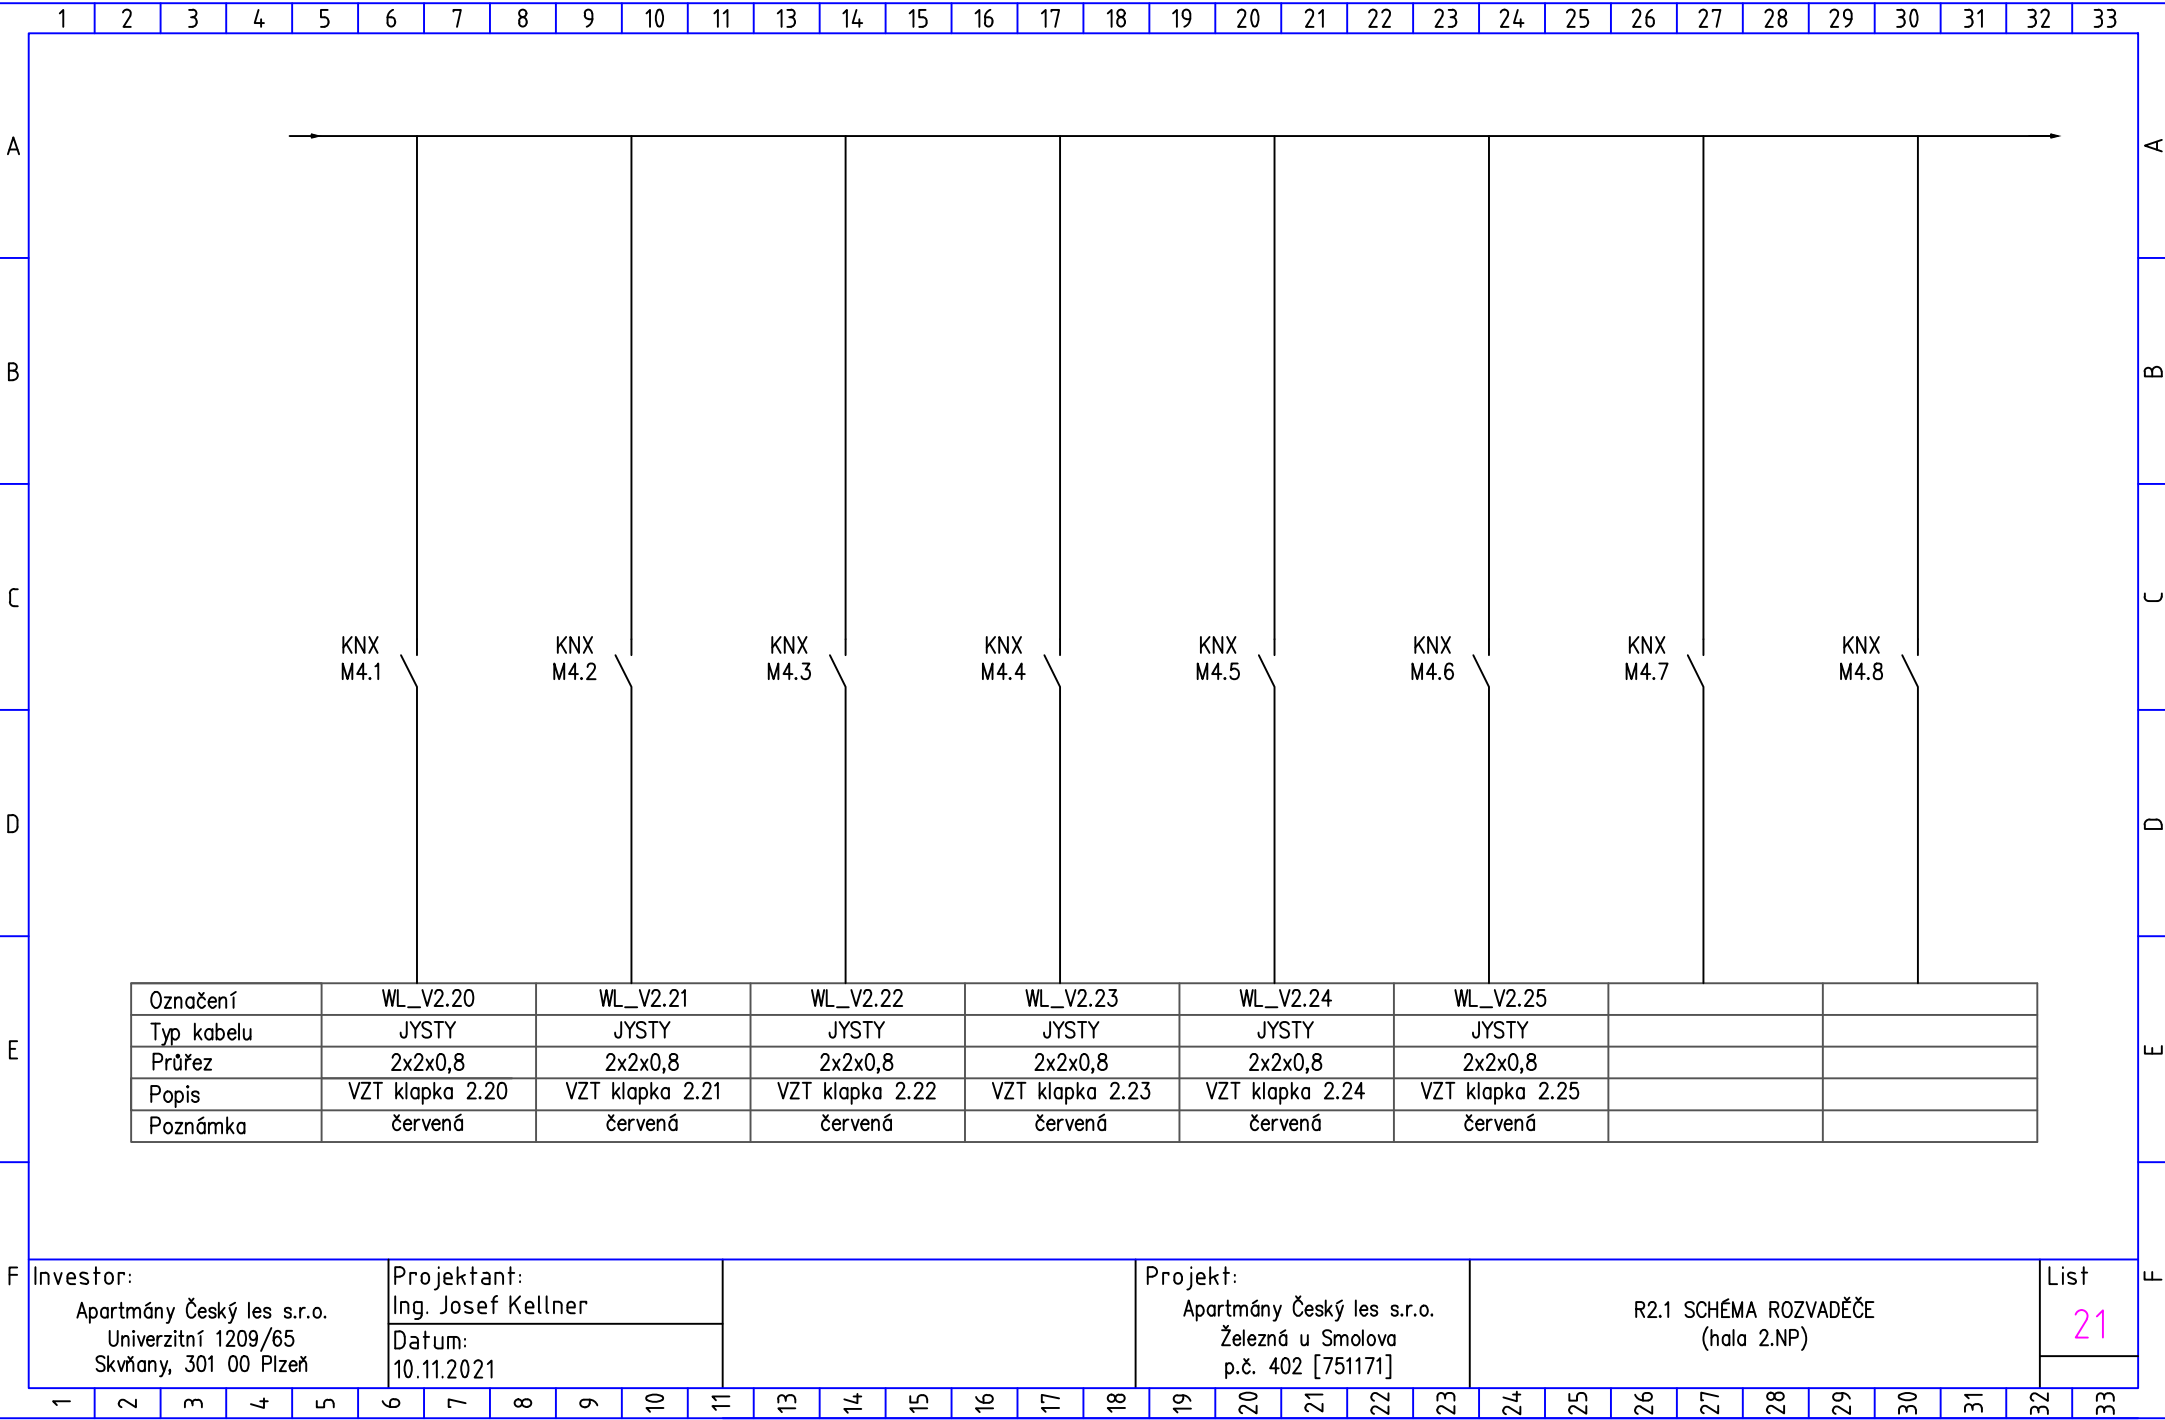 1 2 3 4 5 6 7 8 9 10 11 13 14 15 16 17 18 19 20 21 22 23 24 25 26 27 28 29 30 31 32 33
A A
B B
C C
KNX KNX KNX KNX KNX KNX KNX KNX
M4.1 M4.2 M4.3 M4.4 M4.5 M4.6 M4.7 M4.8
D D
Označení WL_V2.20 WL_V2.21 WL_V2.22 WL_V2.23 WL_V2.24 WL_V2.25
Typ kabelu JYSTY JYSTY JYSTY JYSTY JYSTY JYSTY
E E
Průřez 2x2x0,8 2x2x0,8 2x2x0,8 2x2x0,8 2x2x0,8 2x2x0,8
Popis VZT klapka 2.20 VZT klapka 2.21 VZT klapka 2.22 VZT klapka 2.23 VZT klapka 2.24 VZT klapka 2.25
Poznámka červená červená červená červená červená červená
F F
Investor:
Apartmány Český les s.r.o.
Univerzitní 1209/65
Skvňany, 301 00 Plzeň
Projektant:
Ing. Josef Kellner
Datum:
10.11.2021
Projekt:
Apartmány Český les s.r.o.
Železná u Smolova
p.č. 402 [751171]
R2.1 SCHÉMA ROZVADĚČE
(hala 2.NP)
List
21
1 2 3 4 5 6 7 8 9 10 11 13 14 15 16 17 18 19 20 21 22 23 24 25 26 27 28 29 30 31 32 33